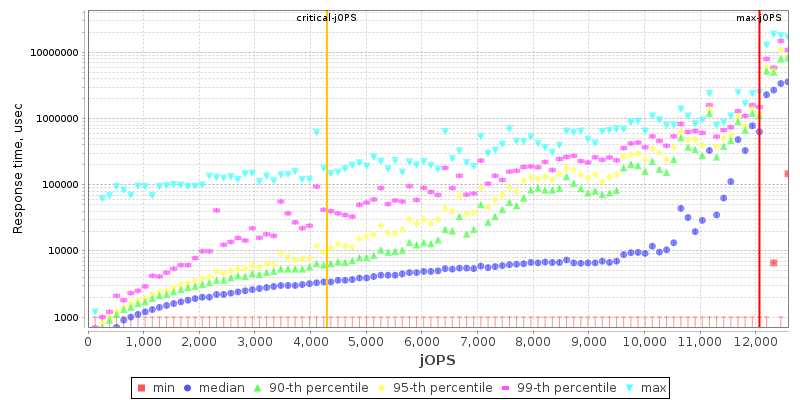 critical-jOPS
max-jOPS
Response time, usec
10000000
1000000
100000
10000
1000
0
1,000
2,000
3,000
4,000
5,000
6,000
7,000
8,000
9,000
10,000
11,000
12,000
jOPS
min
median
90-th percentile
95-th percentile
99-th percentile
max